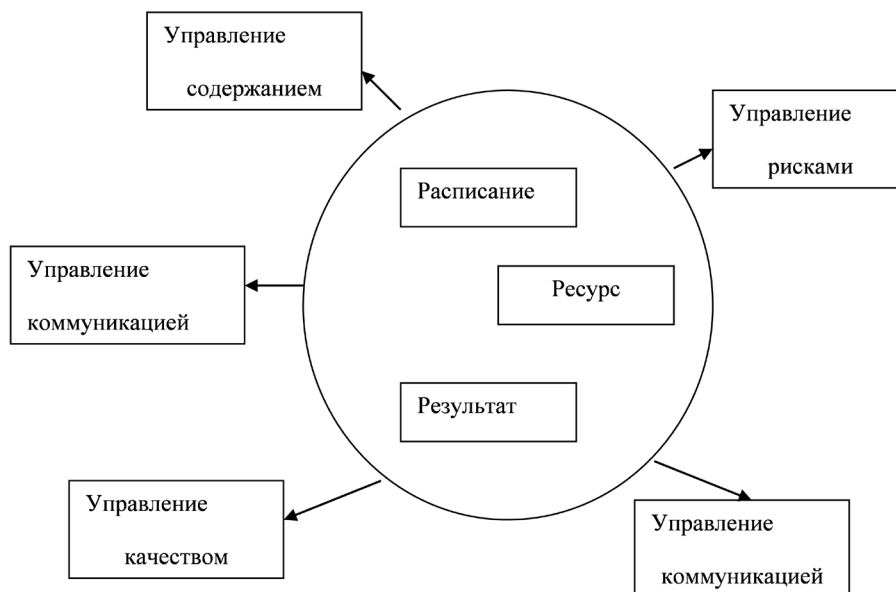 Управление
содержанием
Управление
рисками
Расписание
Управление
коммуникацией
Ресурс
Результат
Управление
качеством
Управление
коммуникацией